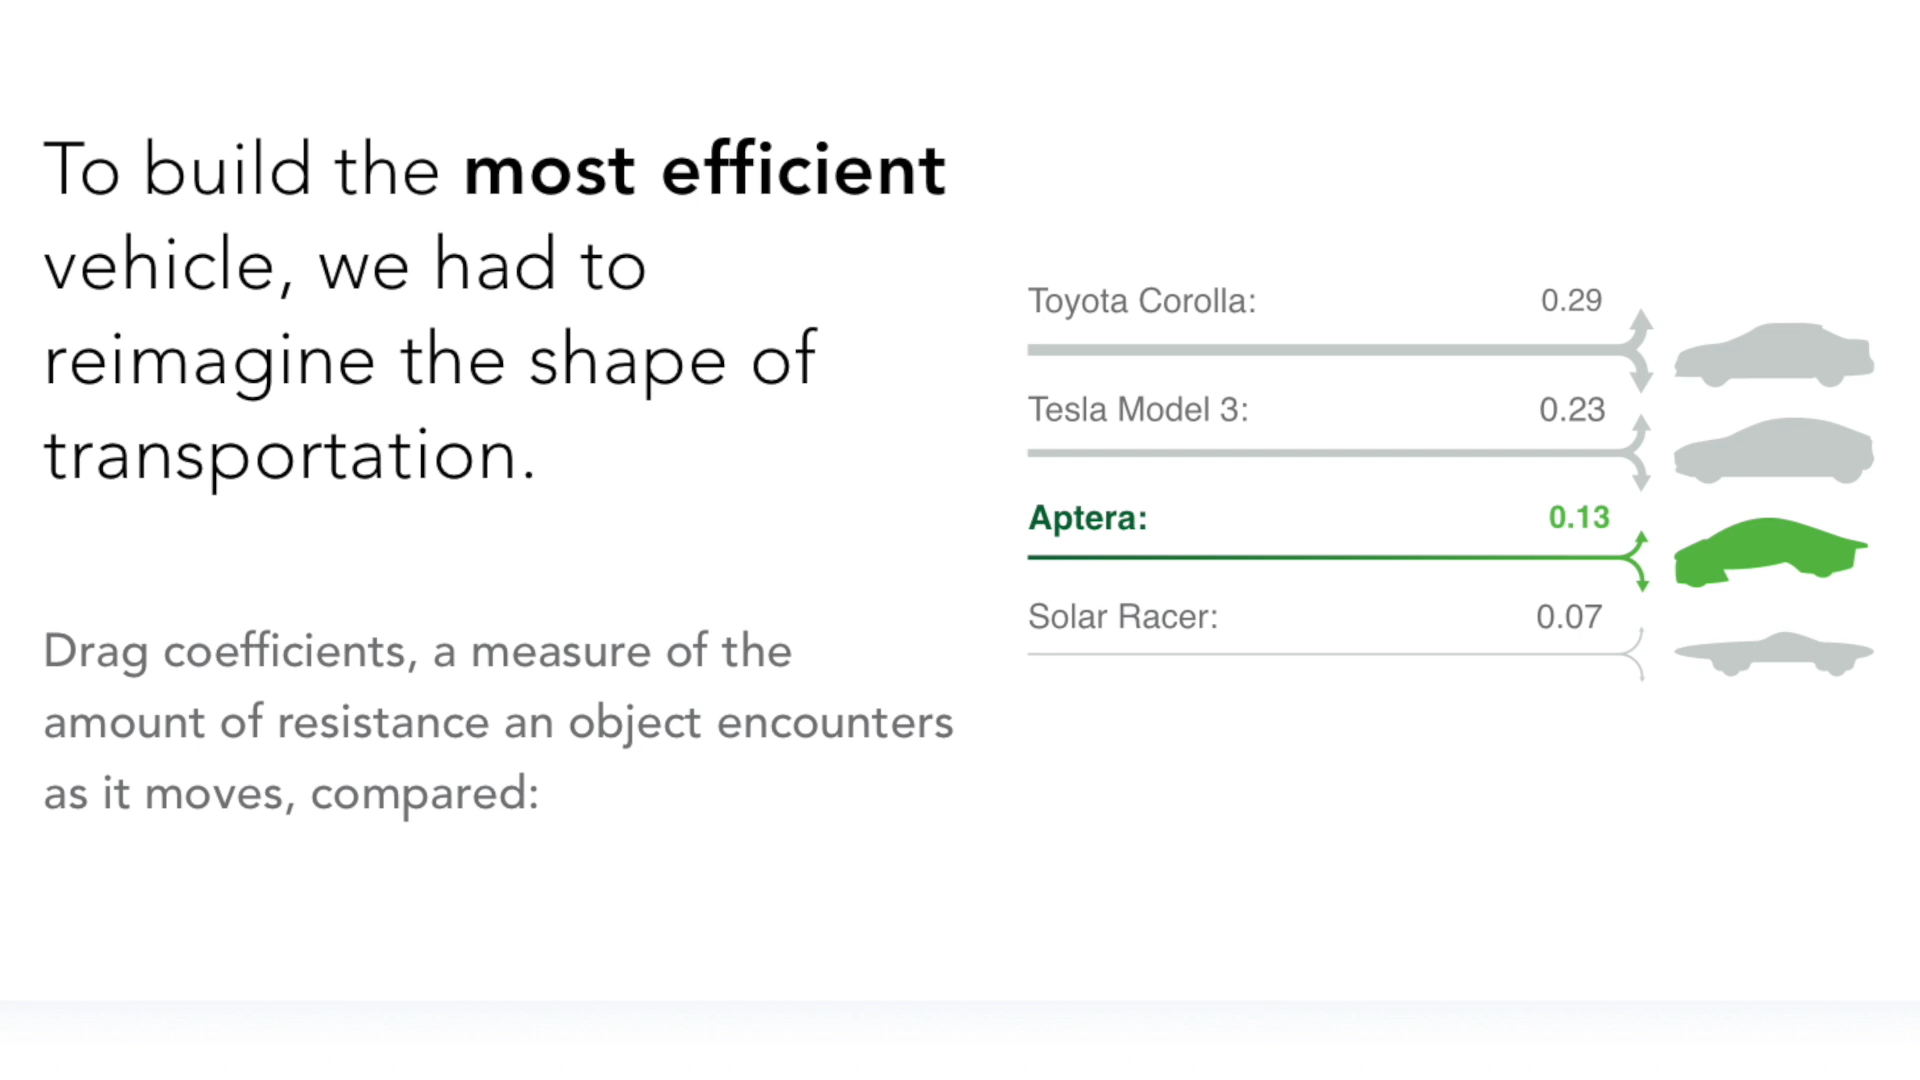 To build the most efficient
vehicle, we had to
reimagine the shape of
transportation.
Drag coefficients, a measure of the
amount of resistance an object encounters
as it moves, compared:
Toyota Corolla: 0.29
Tesla Model 3: 0.23
Aptera: 0.13
Solar Racer: 0.07